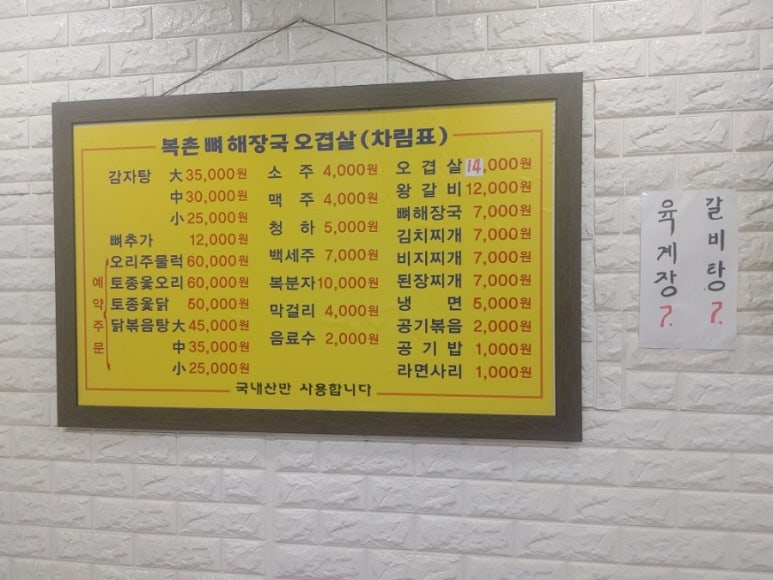 복촌 뼈 해장국 오겹살 (차림표)
감자탕 大 35,000원
中 30,000원
小 25,000원
뼈추가 12,000원
예약주문
오리주물럭 60,000원
토종옻오리 60,000원
토종옻닭 50,000원
닭볶음탕 大 45,000원
中 35,000원
小 25,000원
소주 4,000원
맥주 4,000원
청하 5,000원
백세주 7,000원
복분자 10,000원
막걸리 4,000원
음료수 2,000원
오겹살 14,000원
왕갈비 12,000원
뼈해장국 7,000원
김치찌개 7,000원
비지찌개 7,000원
된장찌개 7,000원
냉면 5,000원
공기볶음 2,000원
공기밥 1,000원
라면사리 1,000원
국내산만 사용합니다
육계장 7.
갈비탕 7.